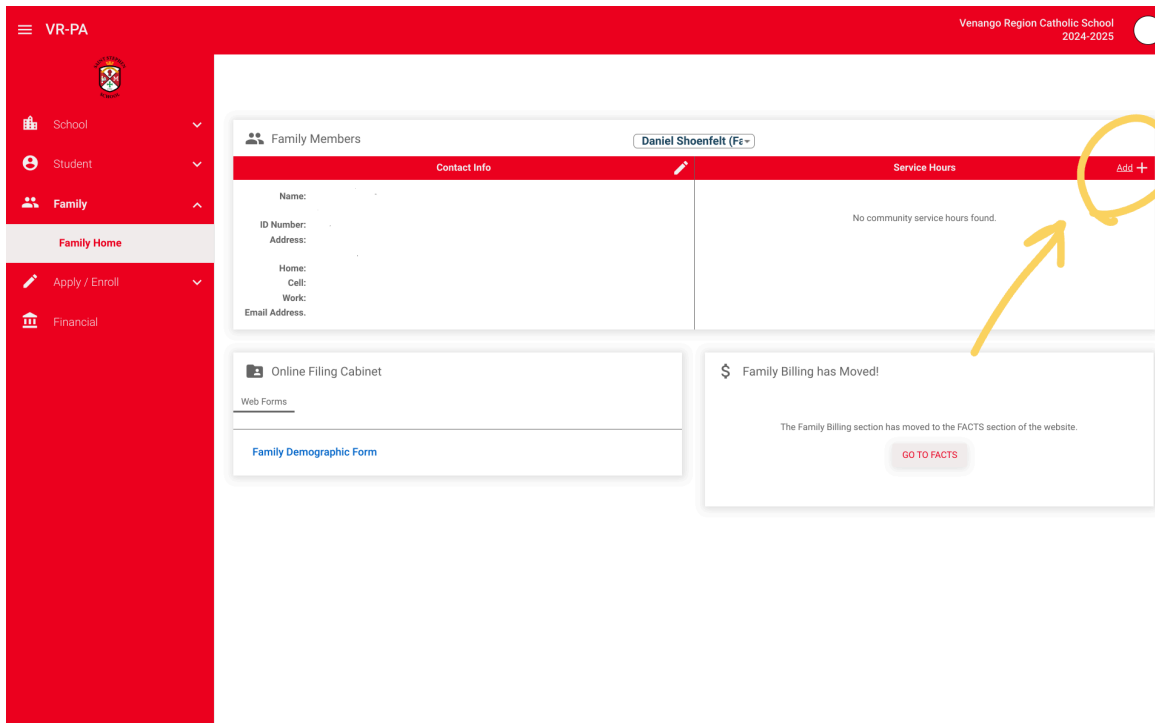 VR-PA
Venango Region Catholic School
2024-2025
School
Student
Family
Family Home
Apply / Enroll
Financial
Family Members
Daniel Shoenfelt (Fa
Contact Info
Service Hours
Add
Name:
ID Number:
Address:
Home:
Cell:
Work:
Email Address.
No community service hours found.
Online Filing Cabinet
Web Forms
Family Demographic Form
Family Billing has Moved!
The Family Billing section has moved to the FACTS section of the website.
GO TO FACTS